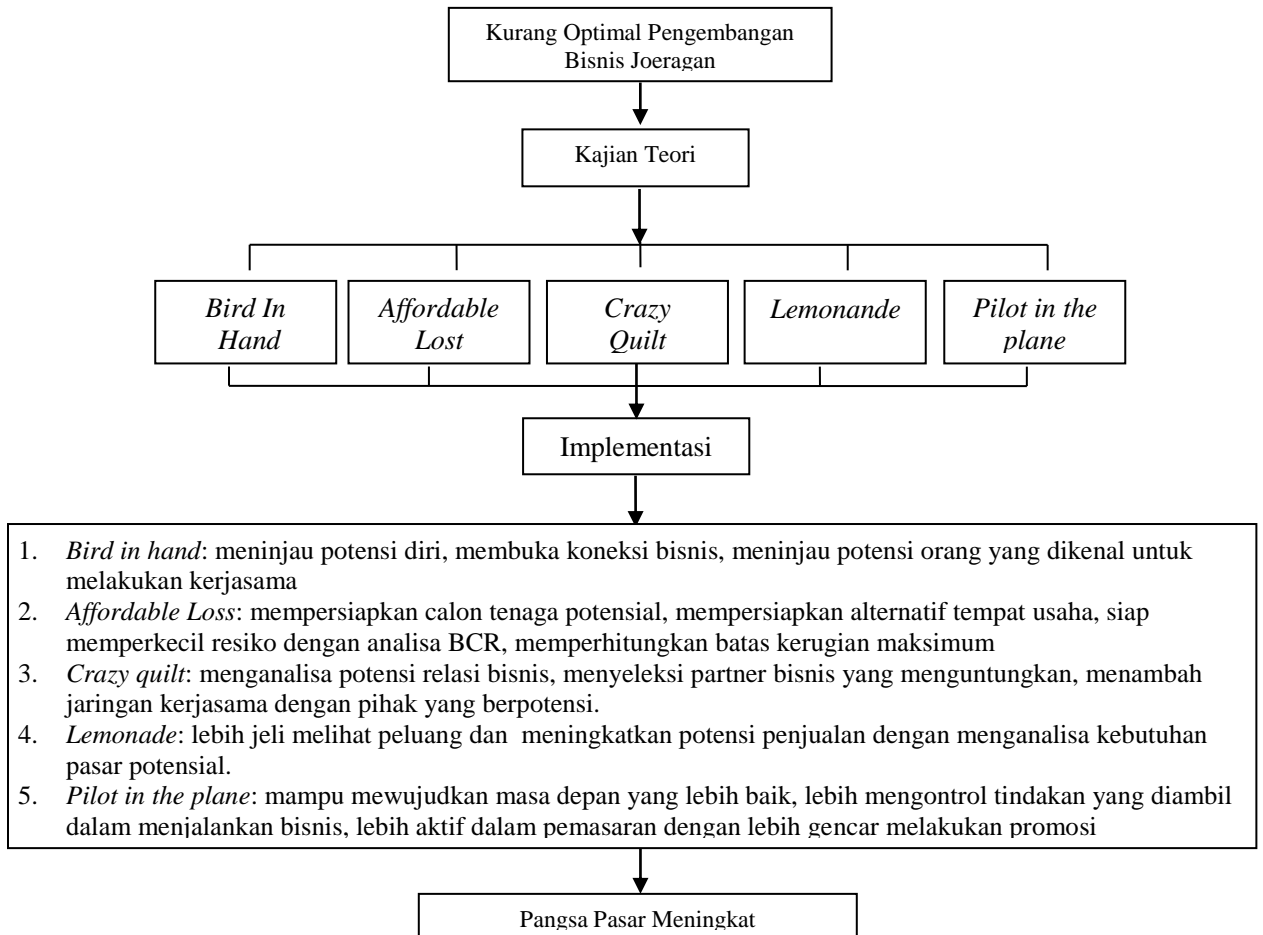 Kurang Optimal Pengembangan
Bisnis Joeragan
Kajian Teori
Bird In
Hand
Affordable
Lost
Crazy
Quilt
Lemonande
Pilot in the
plane
Implementasi
1. Bird in hand: meninjau potensi diri, membuka koneksi bisnis, meninjau potensi orang yang dikenal untuk
melakukan kerjasama
2. Affordable Loss: mempersiapkan calon tenaga potensial, mempersiapkan alternatif tempat usaha, siap
memperkecil resiko dengan analisa BCR, memperhitungkan batas kerugian maksimum
3. Crazy quilt: menganalisa potensi relasi bisnis, menyeleksi partner bisnis yang menguntungkan, menambah
jaringan kerjasama dengan pihak yang berpotensi.
4. Lemonade: lebih jeli melihat peluang dan meningkatkan potensi penjualan dengan menganalisa kebutuhan
pasar potensial.
5. Pilot in the plane: mampu mewujudkan masa depan yang lebih baik, lebih mengontrol tindakan yang diambil
dalam menjalankan bisnis, lebih aktif dalam pemasaran dengan lebih gencar melakukan promosi
Pangsa Pasar Meningkat